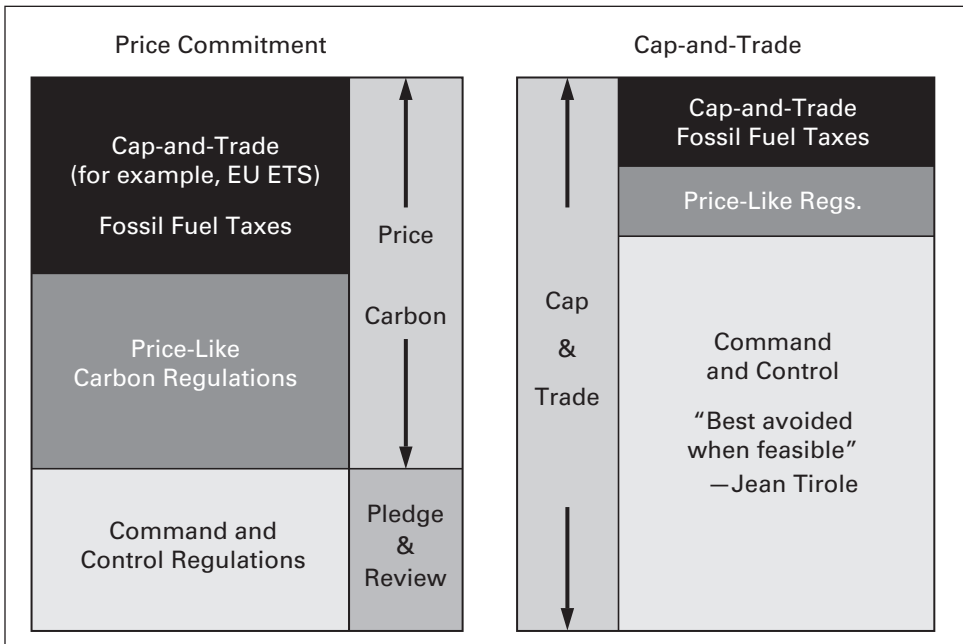 Price Commitment
Cap-and-Trade
(for example, EU ETS)
Fossil Fuel Taxes
Price-Like
Carbon Regulations
Command and
Control Regulations
Price
Carbon
Pledge
&
Review
Cap-and-Trade
Cap
&
Trade
Cap-and-Trade
Fossil Fuel Taxes
Price-Like Regs.
Command
and Control
“Best avoided
when feasible”
—Jean Tirole